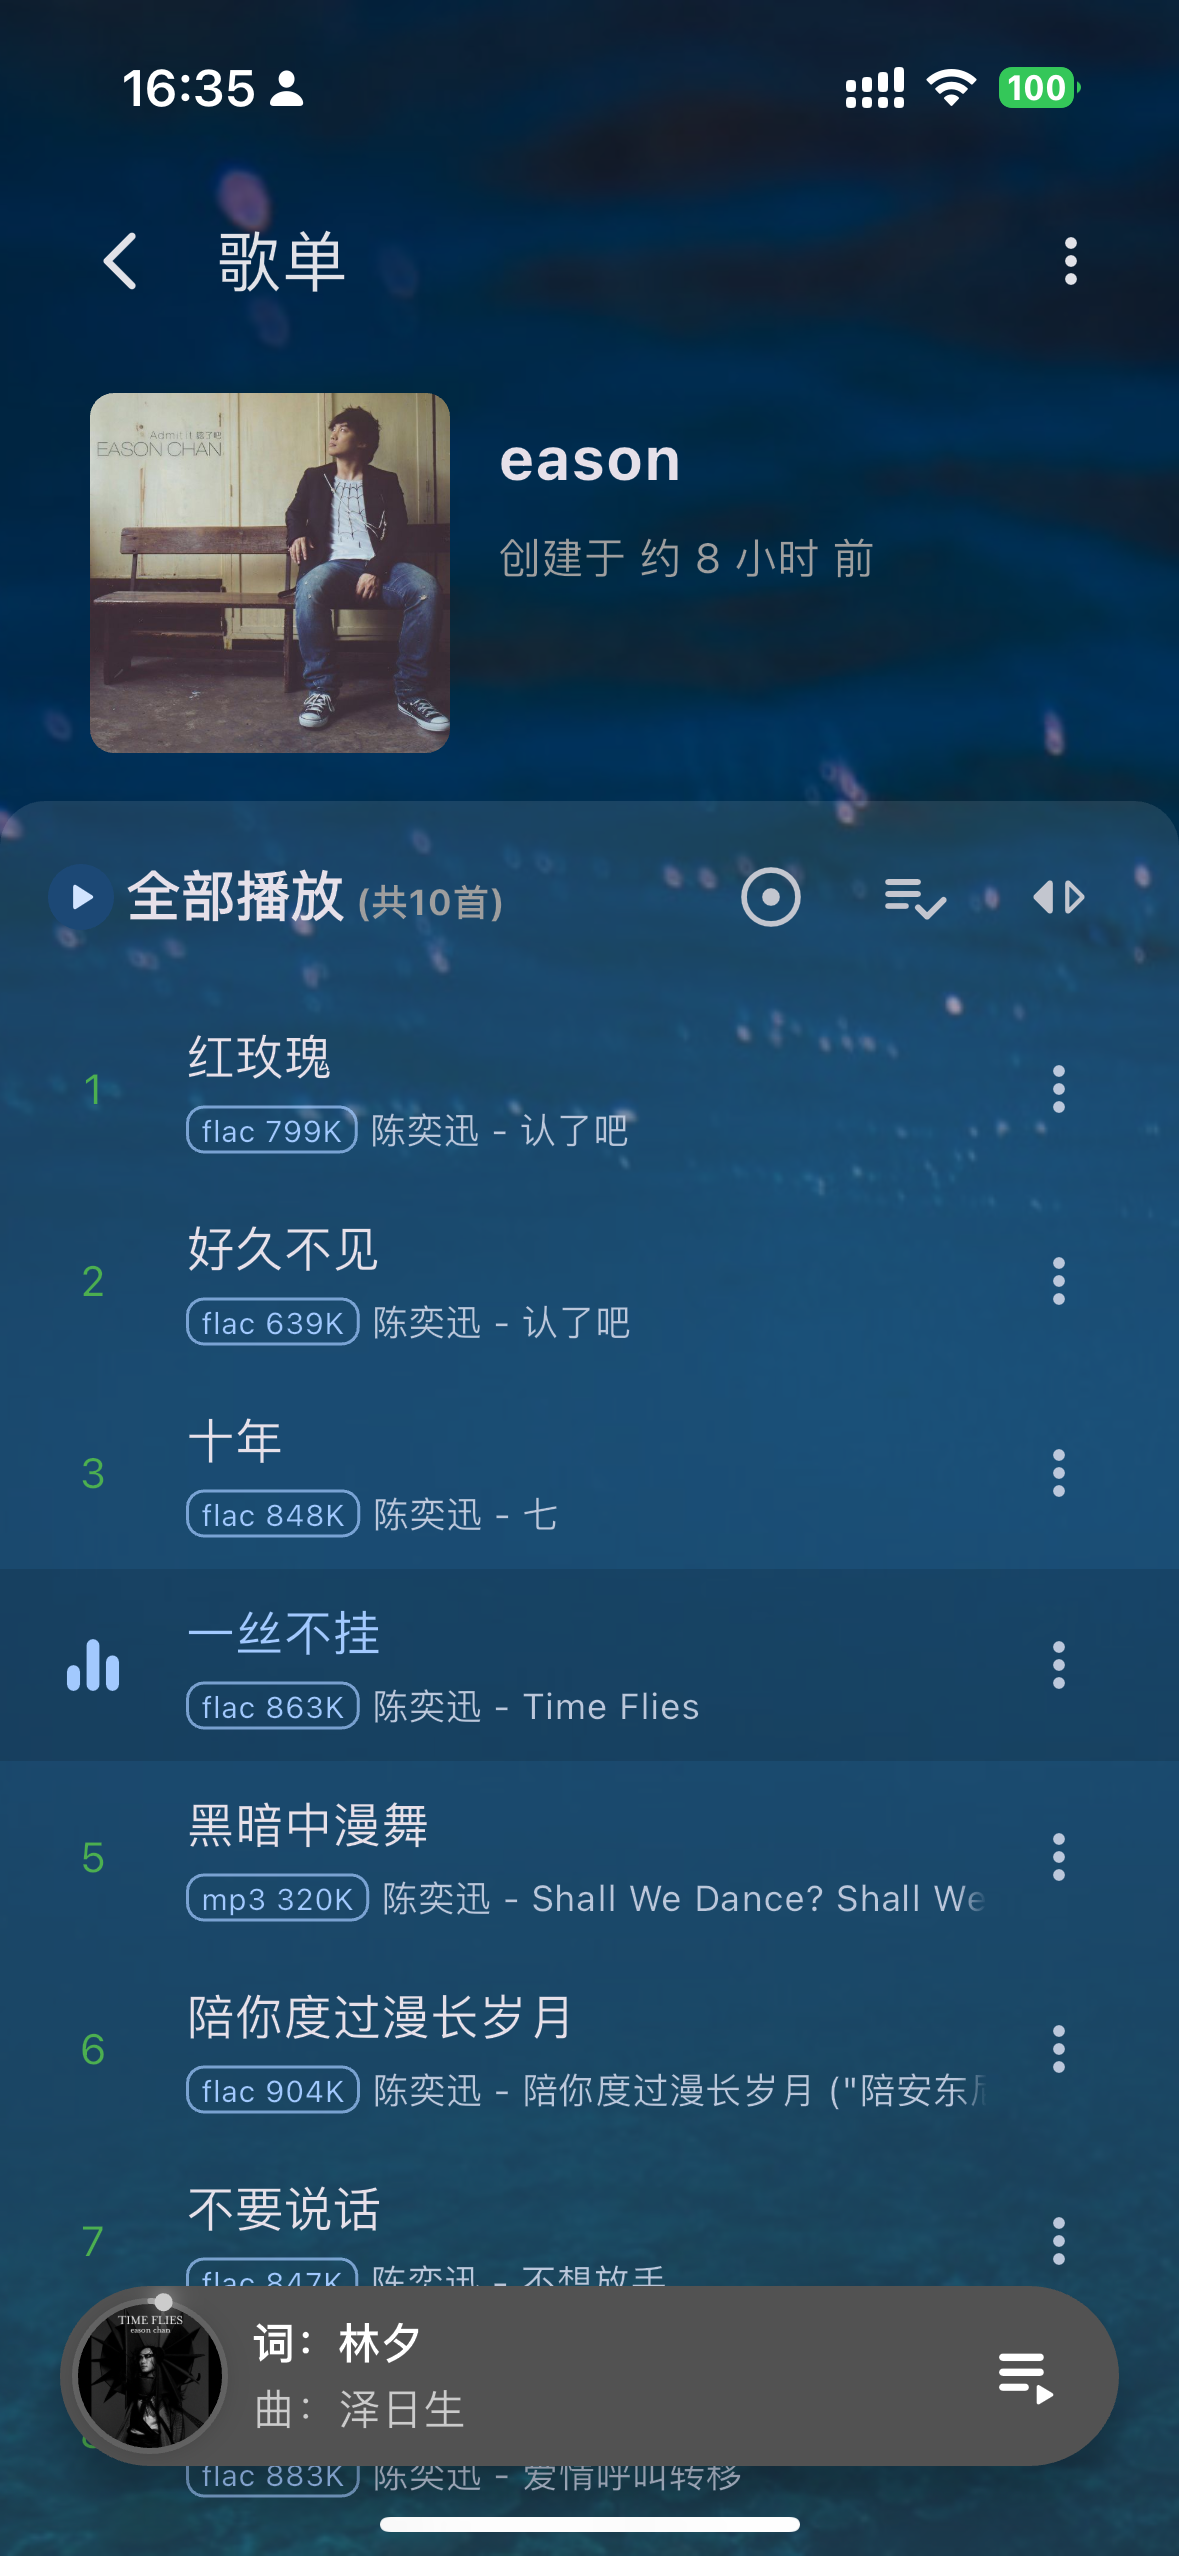 16:35
100
歌单
Admit it 認了吧
EASON CHAN
eason
创建于 约 8 小时 前
全部播放 (共10首)
1
红玫瑰
flac 799K 陈奕迅 - 认了吧
2
好久不见
flac 639K 陈奕迅 - 认了吧
3
十年
flac 848K 陈奕迅 - 七
一丝不挂
flac 863K 陈奕迅 - Time Flies
5
黑暗中漫舞
mp3 320K 陈奕迅 - Shall We Dance? Shall We
6
陪你度过漫长岁月
flac 904K 陈奕迅 - 陪你度过漫长岁月 ("陪安东
7
不要说话
flac 847K 陈奕迅 - 不想放手
TIME FLIES
eason chan
词：林夕
曲：泽日生
flac 883K 陈奕迅 - 爱情呼叫转移